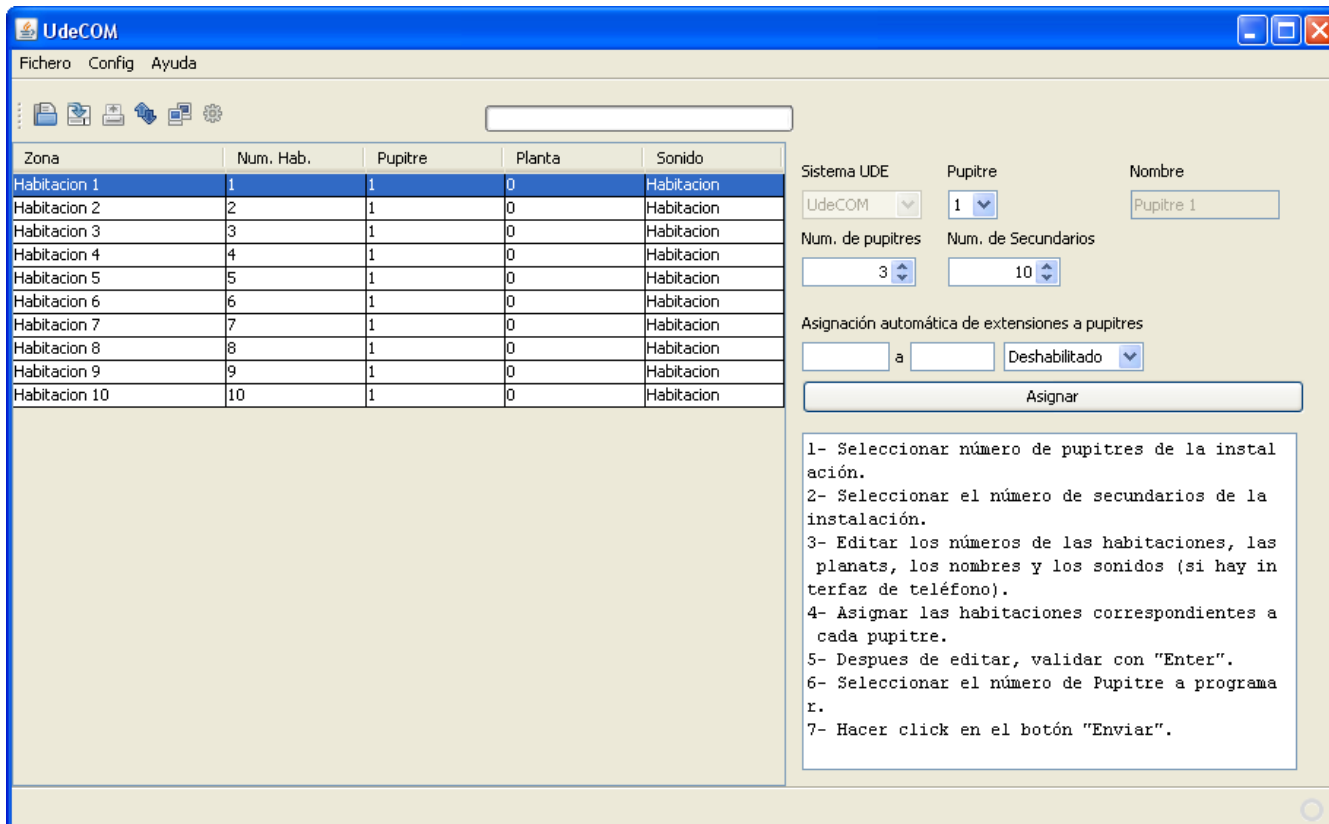 UdeCOM
Fichero Config Ayuda
Zona Num. Hab. Pupitre Planta Sonido
Habitacion 1 1 1 0 Habitacion
Habitacion 2 2 1 0 Habitacion
Habitacion 3 3 1 0 Habitacion
Habitacion 4 4 1 0 Habitacion
Habitacion 5 5 1 0 Habitacion
Habitacion 6 6 1 0 Habitacion
Habitacion 7 7 1 0 Habitacion
Habitacion 8 8 1 0 Habitacion
Habitacion 9 9 1 0 Habitacion
Habitacion 10 10 1 0 Habitacion
Sistema UDE Pupitre Nombre
UdeCOM 1 Pupitre 1
Num. de pupitres Num. de Secundarios
3 10
Asignación automática de extensiones a pupitres
a Deshabilitado
Asignar
1- Seleccionar número de pupitres de la instal
ación.
2- Seleccionar el número de secundarios de la
instalación.
3- Editar los números de las habitaciones, las
planats, los nombres y los sonidos (si hay in
terfaz de teléfono).
4- Asignar las habitaciones correspondientes a
cada pupitre.
5- Despues de editar, validar con "Enter".
6- Seleccionar el número de Pupitre a programa
r.
7- Hacer click en el botón "Enviar".